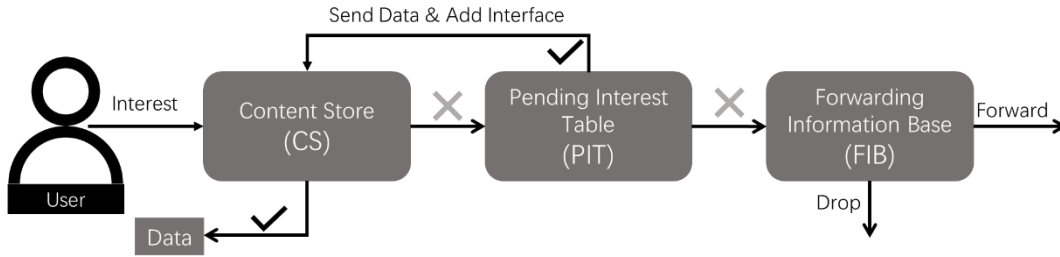 Send Data & Add Interface
Interest
Content Store
(CS)
Pending Interest
Table
(PIT)
Forwarding
Information Base
(FIB)
Forward
User
Data
Drop